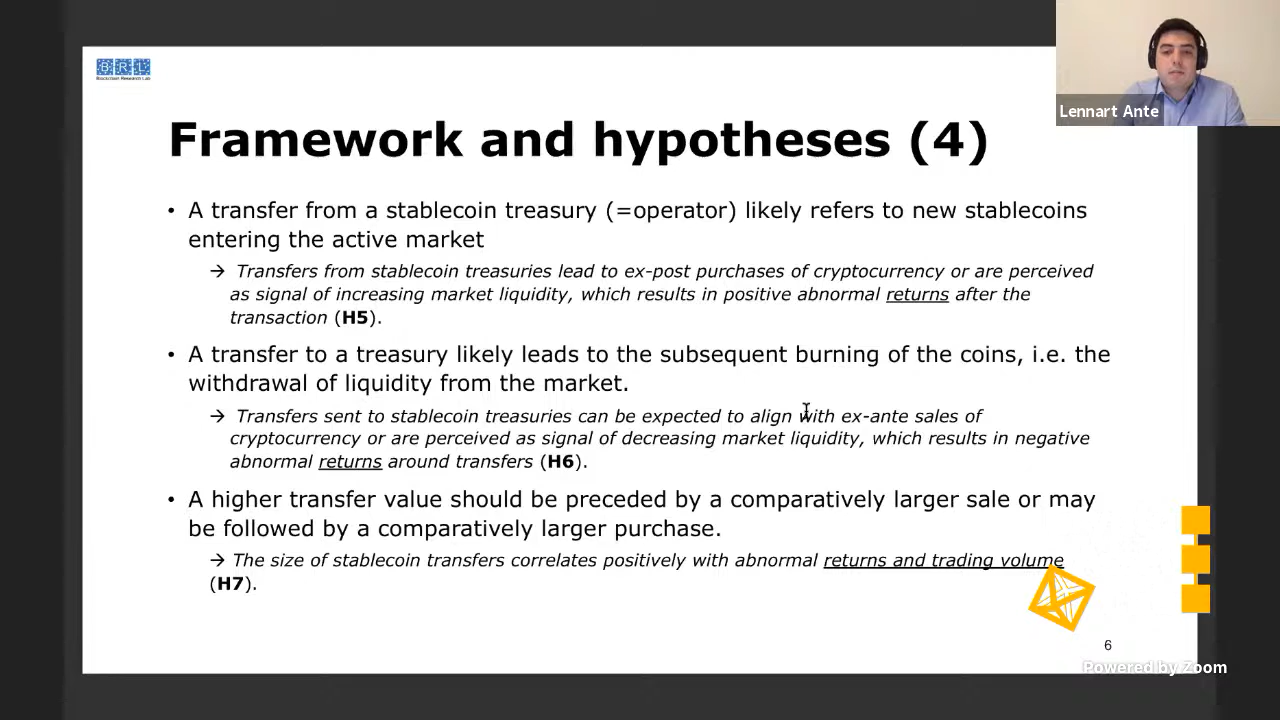 BRL
Blockchain Research Lab
Lennart Ante
Framework and hypotheses (4)
• A transfer from a stablecoin treasury (=operator) likely refers to new stablecoins
entering the active market
→ Transfers from stablecoin treasuries lead to ex-post purchases of cryptocurrency or are perceived
as signal of increasing market liquidity, which results in positive abnormal returns after the
transaction (H5).
• A transfer to a treasury likely leads to the subsequent burning of the coins, i.e. the
withdrawal of liquidity from the market.
→ Transfers sent to stablecoin treasuries can be expected to align with ex-ante sales of
cryptocurrency or are perceived as signal of decreasing market liquidity, which results in negative
abnormal returns around transfers (H6).
• A higher transfer value should be preceded by a comparatively larger sale or may
be followed by a comparatively larger purchase.
→ The size of stablecoin transfers correlates positively with abnormal returns and trading volume
(H7).
6
Powered by Zoom